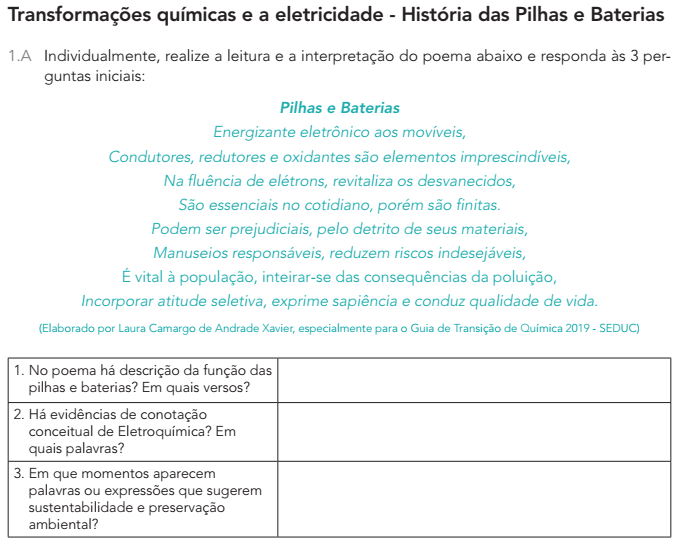 Transformações químicas e a eletricidade - História das Pilhas e Baterias
1.A Individualmente, realize a leitura e a interpretação do poema abaixo e responda às 3 per-
guntas iniciais:
Pilhas e Baterias
Energizante eletrônico aos movíveis,
Condutores, redutores e oxidantes são elementos imprescindíveis,
Na fluência de elétrons, revitaliza os desvanecidos,
São essenciais no cotidiano, porém são finitas.
Podem ser prejudiciais, pelo detrito de seus materiais,
Manuseios responsáveis, reduzem riscos indesejáveis,
É vital à população, inteirar-se das consequências da poluição,
Incorporar atitude seletiva, exprime sapiência e conduz qualidade de vida.
(Elaborado por Laura Camargo de Andrade Xavier, especialmente para o Guia de Transição de Química 2019 - SEDUC)
1. No poema há descrição da função das
pilhas e baterias? Em quais versos?
2. Há evidências de conotação
conceitual de Eletroquímica? Em
quais palavras?
3. Em que momentos aparecem
palavras ou expressões que sugerem
sustentabilidade e preservação
ambiental?